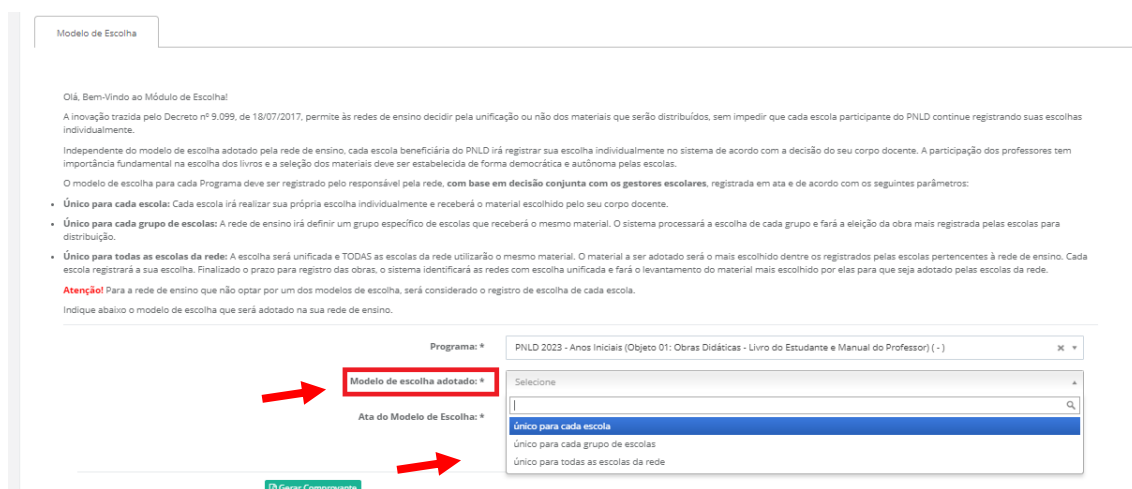 Modelo de Escolha
Olá, Bem-Vindo ao Módulo de Escolha!
A inovação trazida pelo Decreto nº 9.099, de 18/07/2017, permite às redes de ensino decidir pela unificação ou não dos materiais que serão distribuídos, sem impedir que cada escola participante do PNLD continue registrando suas escolhas
individualmente.
Independente do modelo de escolha adotado pela rede de ensino, cada escola beneficiária do PNLD irá registrar sua escolha individualmente no sistema de acordo com a decisão do seu corpo docente. A participação dos professores tem
importância fundamental na escolha dos livros e a seleção dos materiais deve ser estabelecida de forma democrática e autônoma pelas escolas.
O modelo de escolha para cada Programa deve ser registrado pelo responsável pela rede, com base em decisão conjunta com os gestores escolares, registrada em ata e de acordo com os seguintes parâmetros:
• Único para cada escola: Cada escola irá realizar sua própria escolha individualmente e receberá o material escolhido pelo seu corpo docente.
• Único para cada grupo de escolas: A rede de ensino irá definir um grupo específico de escolas que receberá o mesmo material. O sistema processará a escolha de cada grupo e fará a eleição da obra mais registrada pelas escolas para
distribuição.
• Único para todas as escolas da rede: A escolha será unificada e TODAS as escolas da rede utilizarão o mesmo material. O material a ser adotado será o mais escolhido dentre os registrados pelas escolas pertencentes à rede de ensino. Cada
escola registrará a sua escolha. Finalizado o prazo para registro das obras, o sistema identificará as redes com escolha unificada e fará o levantamento do material mais escolhido por elas para que seja adotado pelas escolas da rede.
Atenção! Para a rede de ensino que não optar por um dos modelos de escolha, será considerado o registro de escolha de cada escola.
Indique abaixo o modelo de escolha que será adotado na sua rede de ensino.
Programa: * PNLD 2023 - Anos Iniciais (Objeto 01: Obras Didáticas - Livro do Estudante e Manual do Professor) ( - )
Modelo de escolha adotado: * Selecione
Ata do Modelo de Escolha: *
único para cada escola
único para cada grupo de escolas
único para todas as escolas da rede
Gerar Comprovante